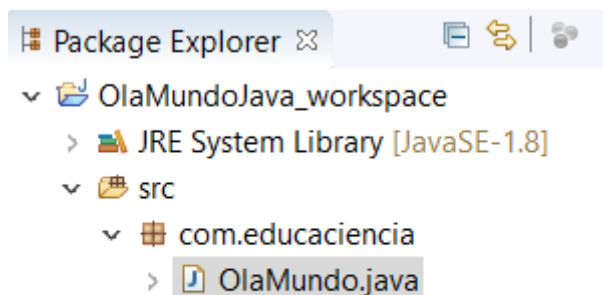 Package Explorer
OlaMundoJava_workspace
JRE System Library [JavaSE-1.8]
src
com.educaciencia
OlaMundo.java